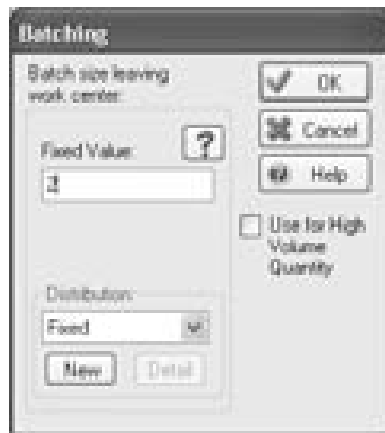 Batching
Batch size leaving
work center:
OK
Cancel
Help
Fixed Value:
?
2
Use for High
Volume
Quantity
Distribution:
Fixed
New
Detail